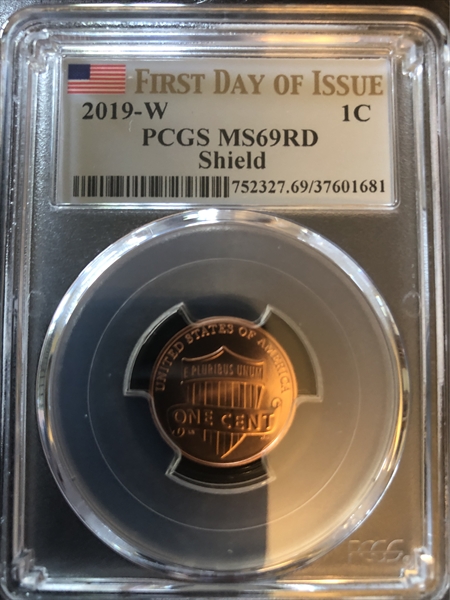 FIRST DAY OF ISSUE
2019-W 1C
PCGS MS69RD
Shield
752327.69/37601681
UNITED STATES OF AMERICA
E PLURIBUS UNUM
ONE CENT
PCGS